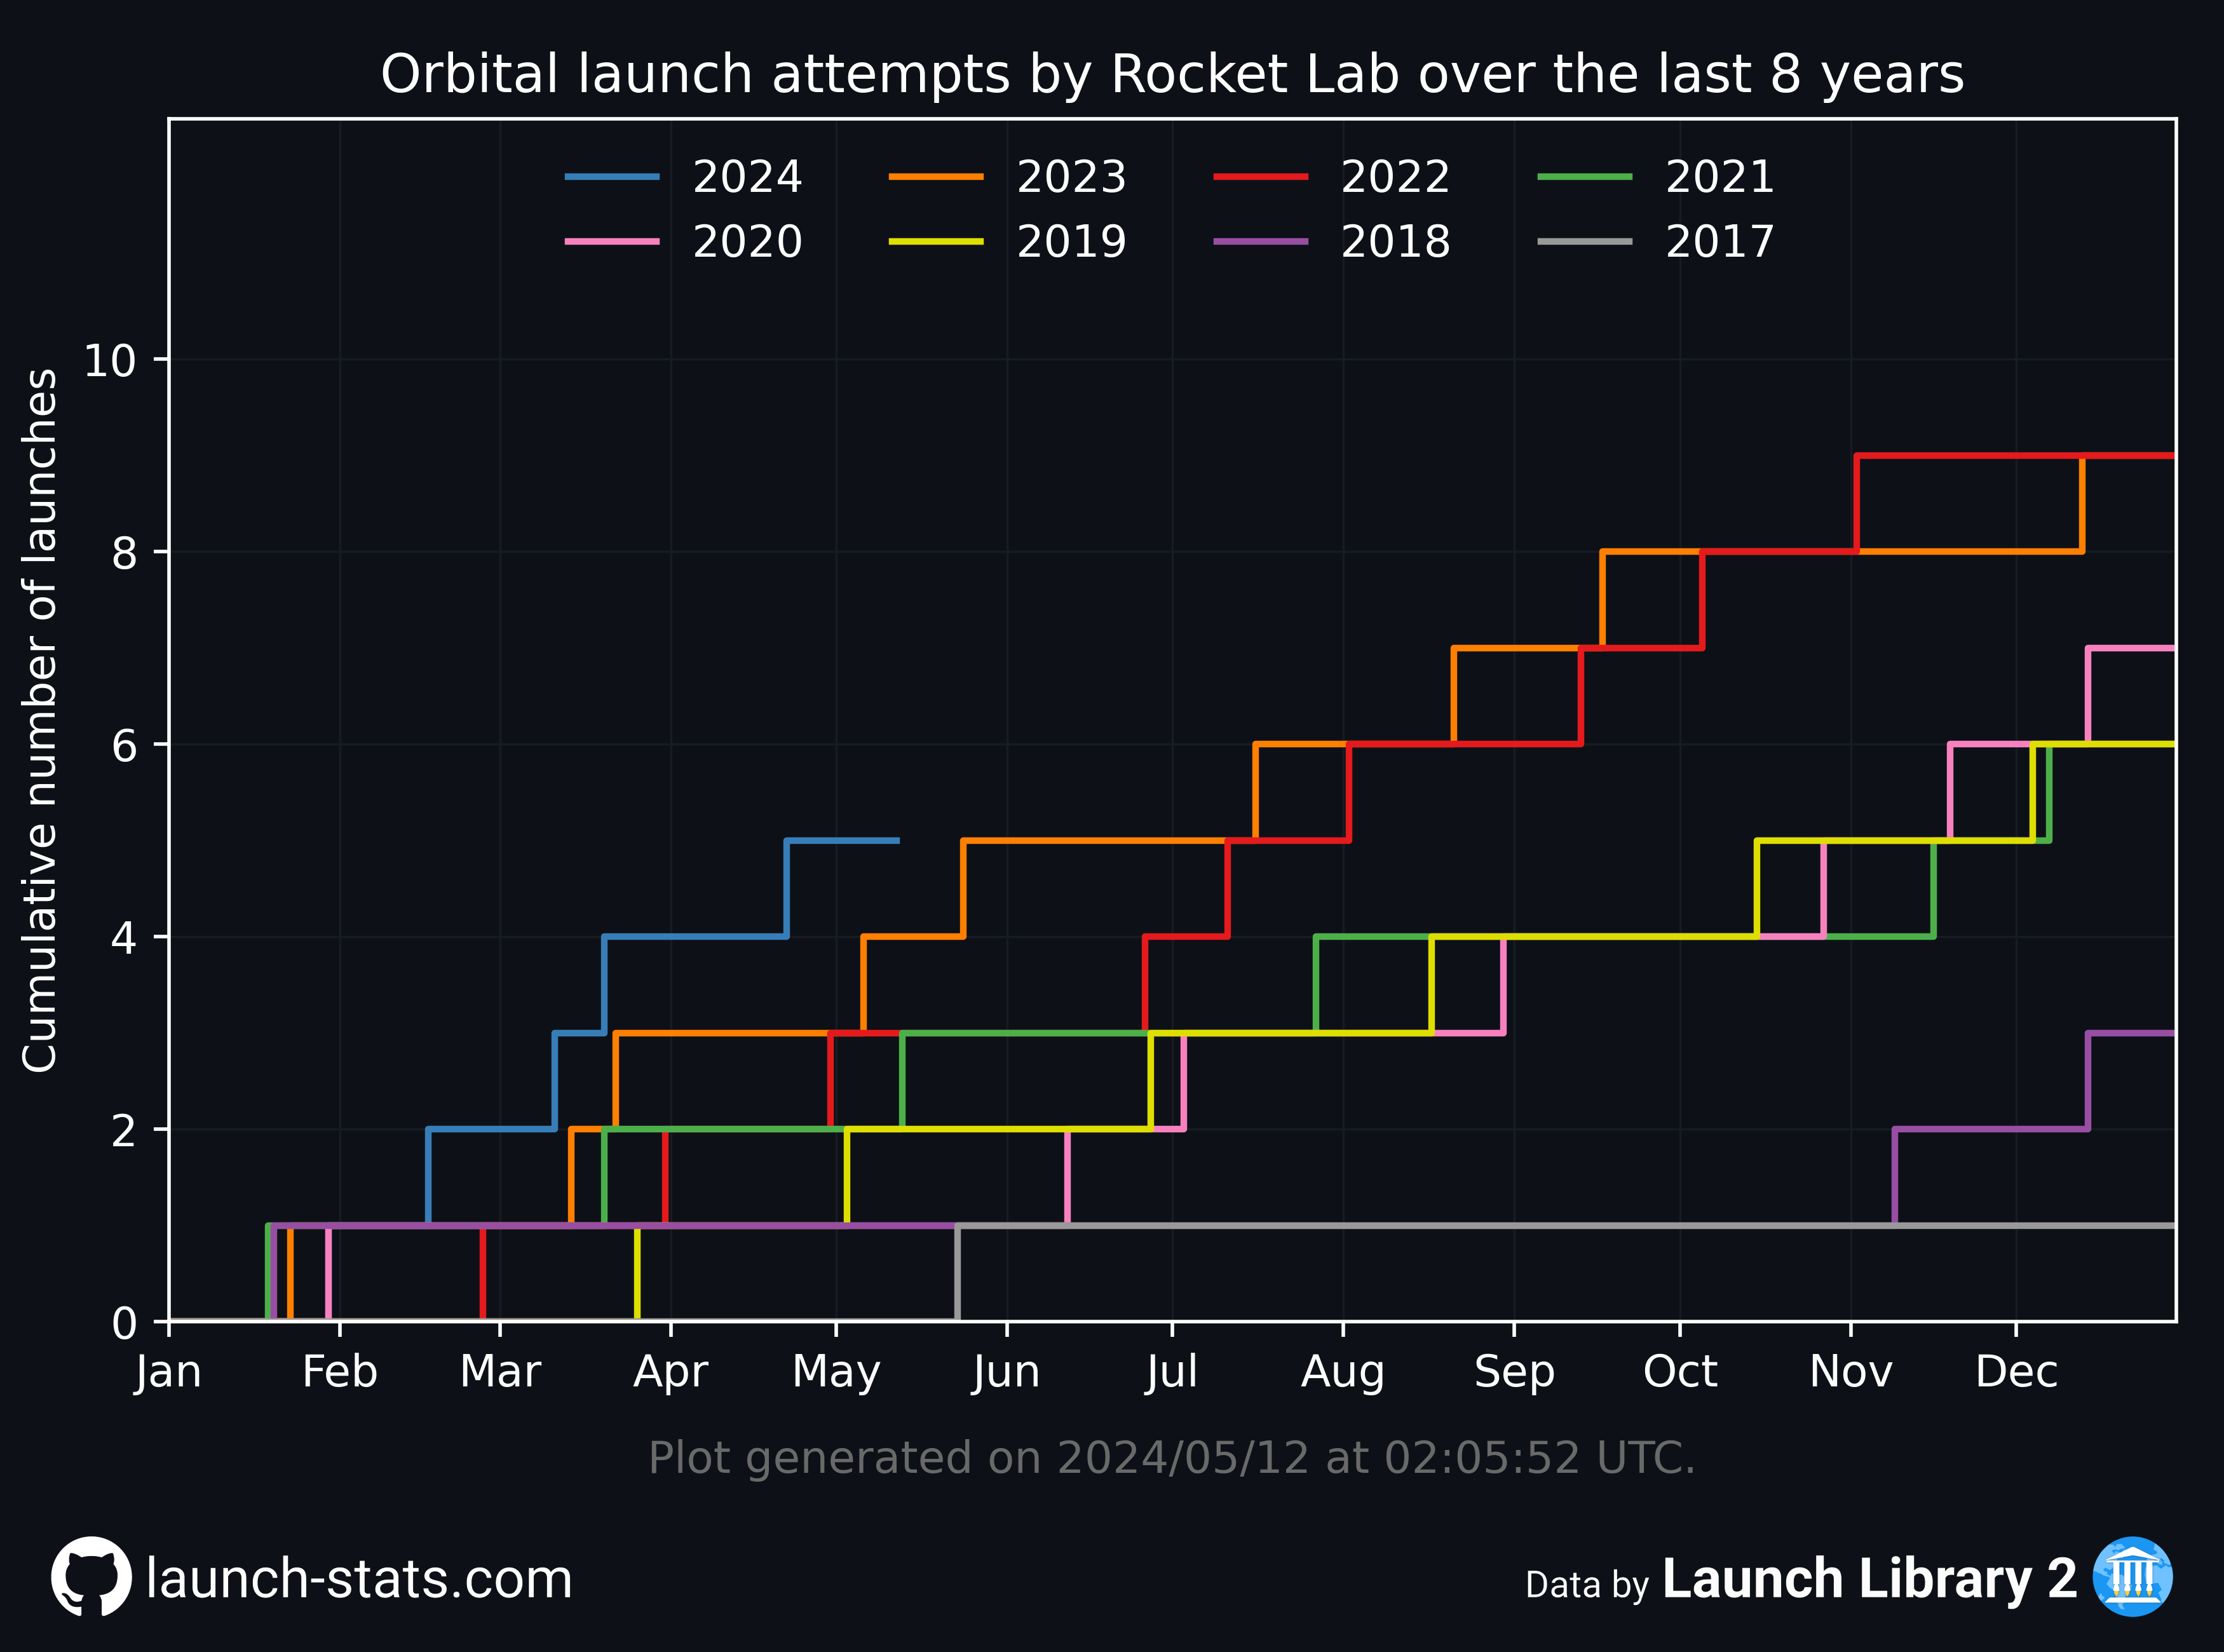 Orbital launch attempts by Rocket Lab over the last 8 years
2024 2023 2022 2021
2020 2019 2018 2017
Cumulative number of launches
10
8
6
4
2
0
Jan Feb Mar Apr May Jun Jul Aug Sep Oct Nov Dec
Plot generated on 2024/05/12 at 02:05:52 UTC.
launch-stats.com
Data by Launch Library 2